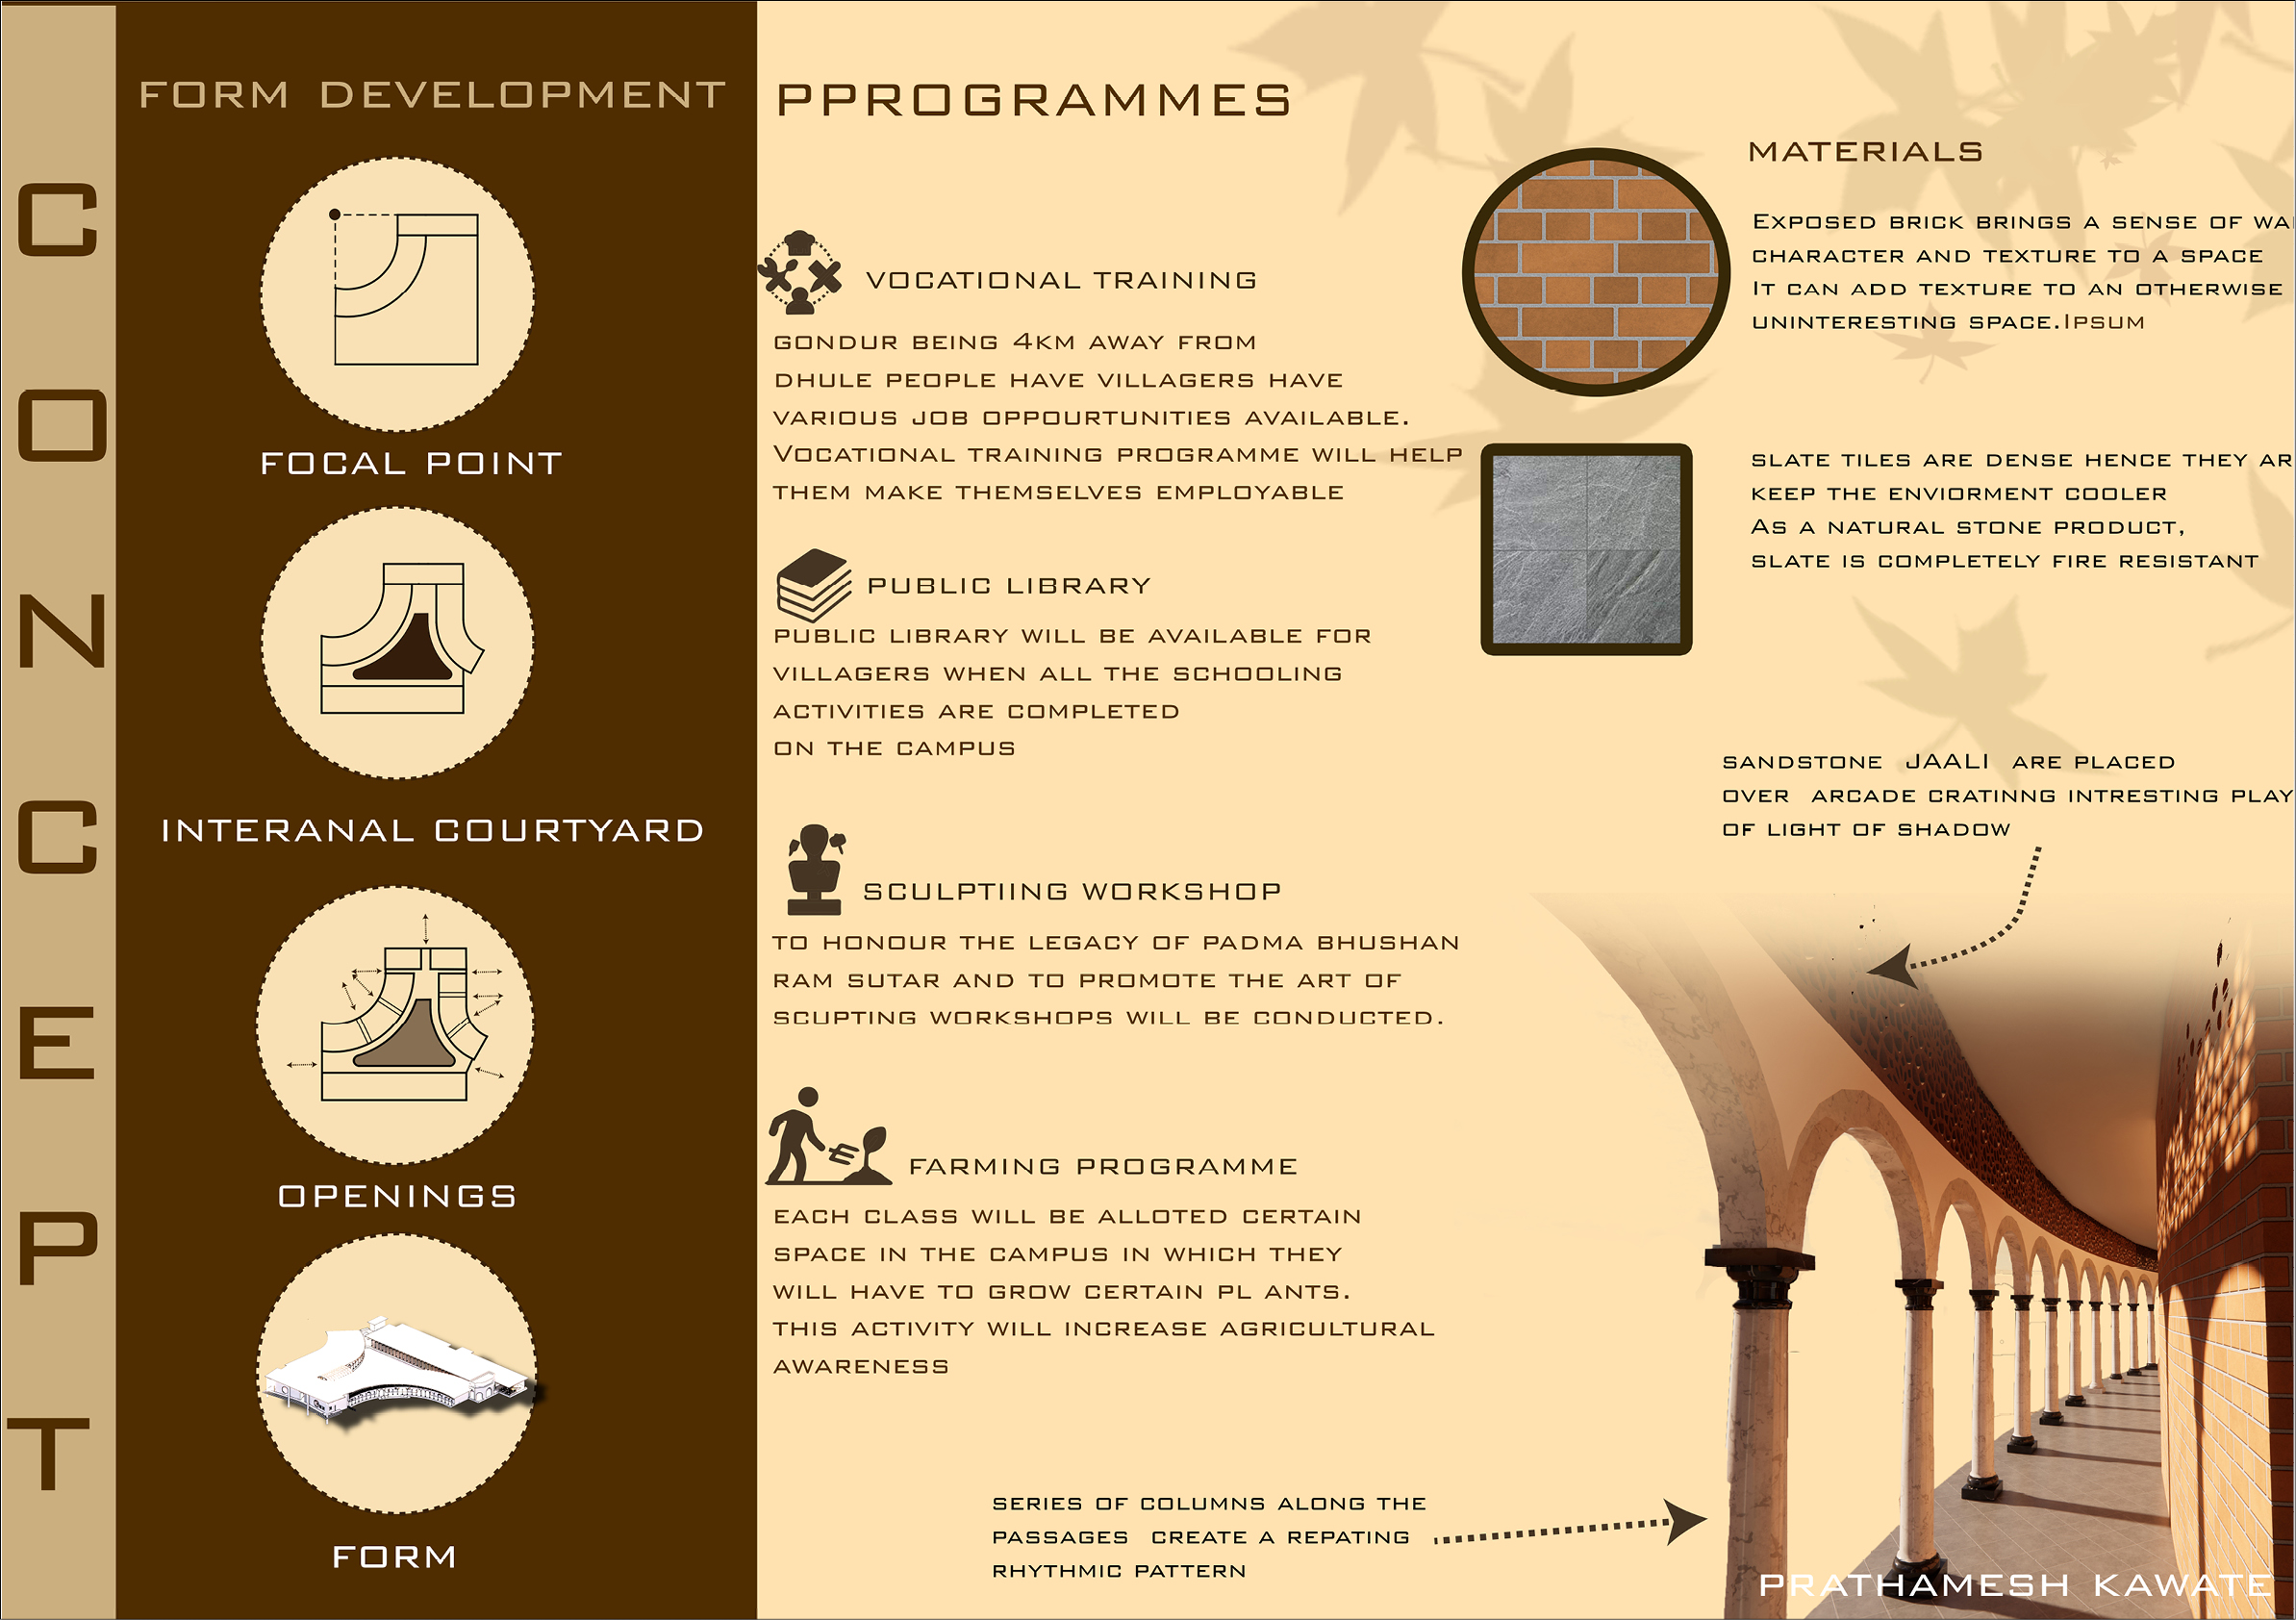 CONCEPT
FORM DEVELOPMENT
FOCAL POINT
INTERANAL COURTYARD
OPENINGS
FORM
PPROGRAMMES
VOCATIONAL TRAINING
GONDUR BEING 4KM AWAY FROM
DHULE PEOPLE HAVE VILLAGERS HAVE
VARIOUS JOB OPPOURTUNITIES AVAILABLE.
VOCATIONAL TRAINING PROGRAMME WILL HELP
THEM MAKE THEMSELVES EMPLOYABLE
PUBLIC LIBRARY
PUBLIC LIBRARY WILL BE AVAILABLE FOR
VILLAGERS WHEN ALL THE SCHOOLING
ACTIVITIES ARE COMPLETED
ON THE CAMPUS
SCULPTIING WORKSHOP
TO HONOUR THE LEGACY OF PADMA BHUSHAN
RAM SUTAR AND TO PROMOTE THE ART OF
SCUPTING WORKSHOPS WILL BE CONDUCTED.
FARMING PROGRAMME
EACH CLASS WILL BE ALLOTED CERTAIN
SPACE IN THE CAMPUS IN WHICH THEY
WILL HAVE TO GROW CERTAIN PL ANTS.
THIS ACTIVITY WILL INCREASE AGRICULTURAL
AWARENESS
SERIES OF COLUMNS ALONG THE
PASSAGES CREATE A REPATING
RHYTHMIC PATTERN
MATERIALS
EXPOSED BRICK BRINGS A SENSE OF
CHARACTER AND TEXTURE TO A SPACE
IT CAN ADD TEXTURE TO AN OTHERWISE
UNINTERESTING SPACE.IPSUM
SLATE TILES ARE DENSE HENCE THEY
KEEP THE ENVIORMENT COOLER
AS A NATURAL STONE PRODUCT,
SLATE IS COMPLETELY FIRE RESISTANT
SANDSTONE JAALI ARE PLACED
OVER ARCADE CRATINNG INTRESTING PLAY
OF LIGHT OF SHADOW
PRATHAMESH KAWATE